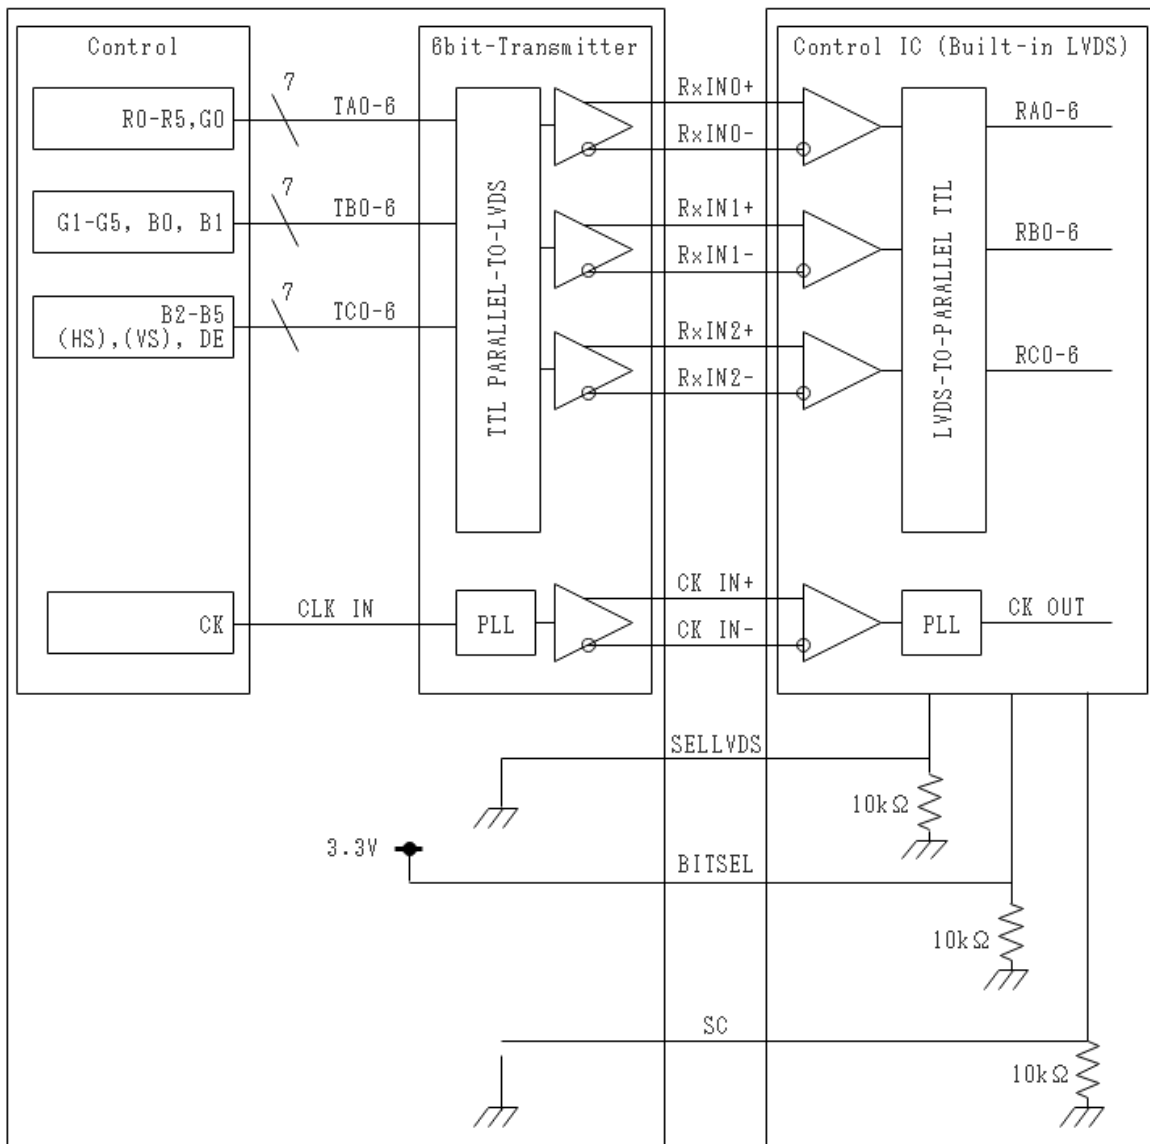 Control
6bit-Transmitter
Control IC (Built-in LVDS)
R0-R5,G0
7
TA0-6
RxIN0+
RxIN0-
RA0-6
G1-G5, B0, B1
7
TB0-6
RxIN1+
RxIN1-
RB0-6
B2-B5
(HS),(VS), DE
7
TC0-6
RxIN2+
RxIN2-
RC0-6
TTL PARALLEL-TO-LVDS
LVDS-TO-PARALLEL TTL
CK
CLK IN
PLL
CK IN+
CK IN-
PLL
CK OUT
SELLVDS
10kΩ
3.3V
BITSEL
10kΩ
SC
10kΩ